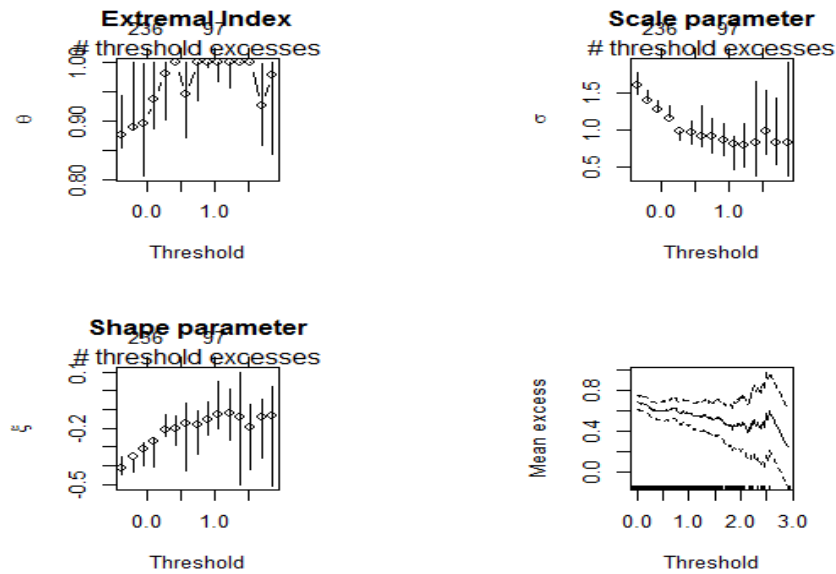 Extremal Index
236 97
# threshold excesses
θ
0.80 0.90 1.00
0.0 1.0
Threshold
Scale parameter
236 97
# threshold excesses
σ
0.5 1.0 1.5
0.0 1.0
Threshold
Shape parameter
236 97
# threshold excesses
ξ
-0.5 -0.2 0.1
0.0 1.0
Threshold
Mean excess
0.0 0.4 0.8
0.0 1.0 2.0 3.0
Threshold